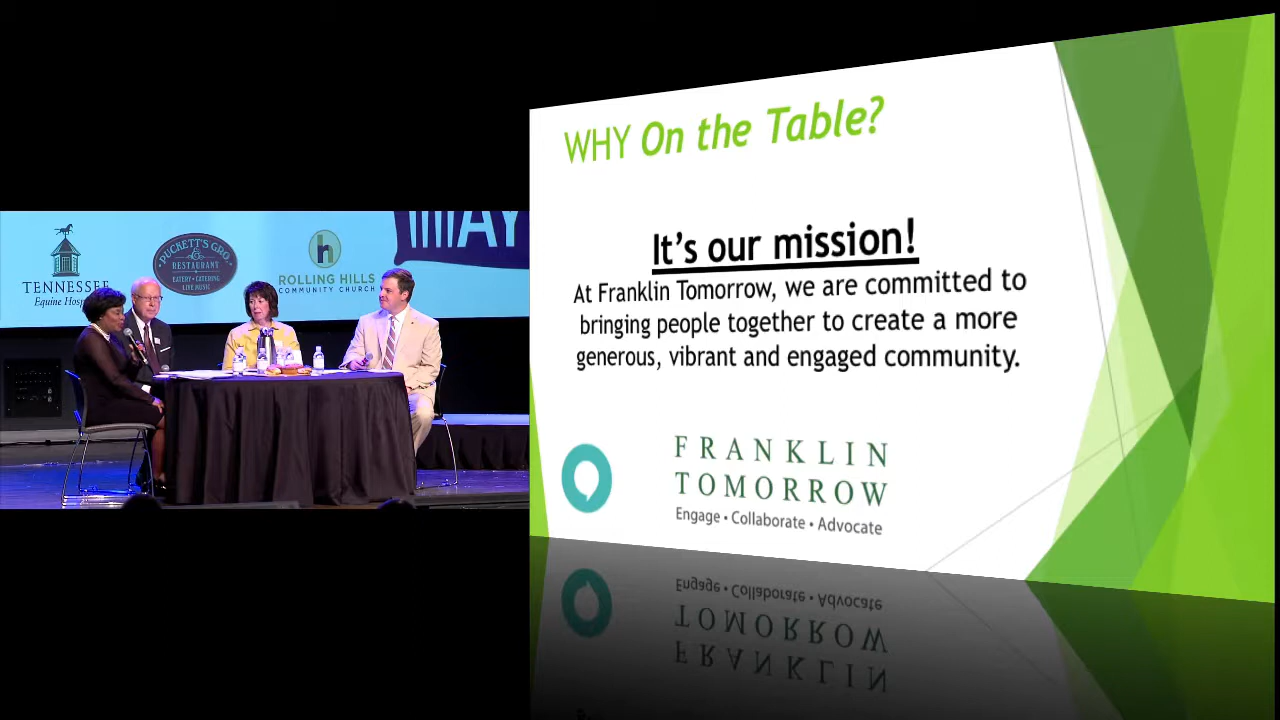 MAY
TENNESSEE
Equine Hosp
PUCKETT'S GRO.
&
RESTAURANT
EATERY • CATERING
LIVE MUSIC
h
ROLLING HILLS
COMMUNITY CHURCH
WHY On the Table?
It's our mission!
At Franklin Tomorrow, we are committed to
bringing people together to create a more
generous, vibrant and engaged community.
FRANKLIN
TOMORROW
Engage • Collaborate • Advocate